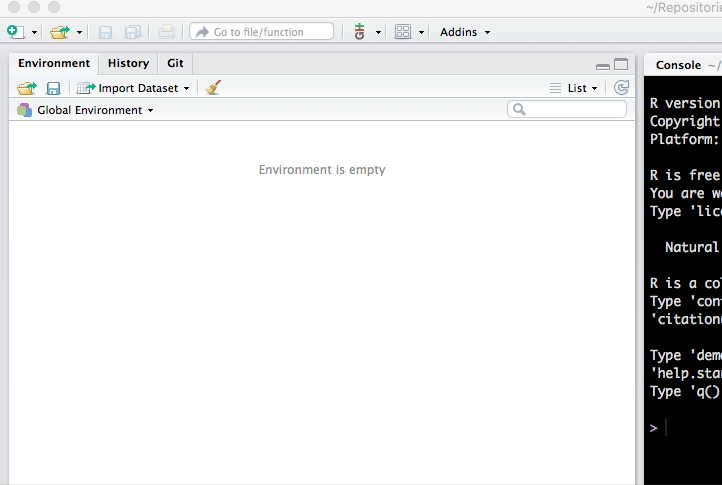 ~/Repositorie
Go to file/function
Addins
Environment
History
Git
Import Dataset
List
Global Environment
Environment is empty
Console ~/
R version
Copyright
Platform:
R is free
You are w
Type 'lic
Natural
R is a co
Type 'con
'citation
Type 'dem
'help.sta
Type 'q()
>